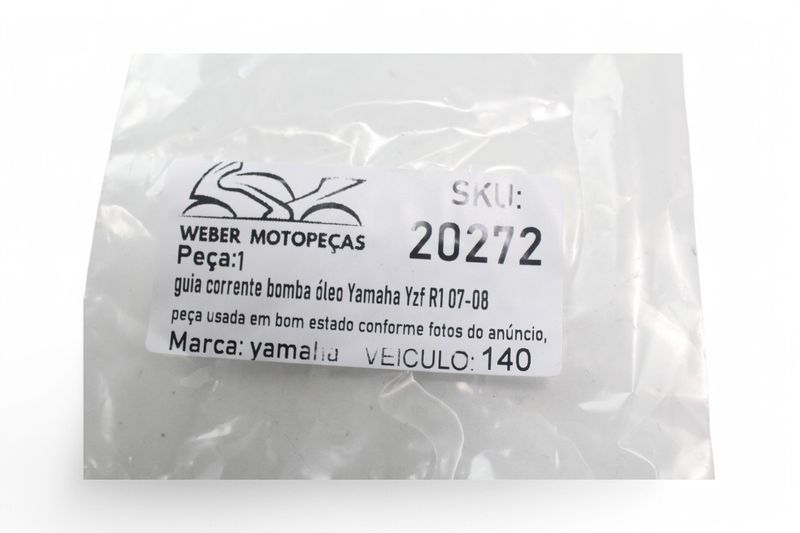 SKU:
20272
WEBER MOTOPEÇAS
Peça:1
guia corrente bomba óleo Yamaha Yzf R1 07-08
peça usada em bom estado conforme fotos do anúncio,
Marca: yamaha VEICULO: 140